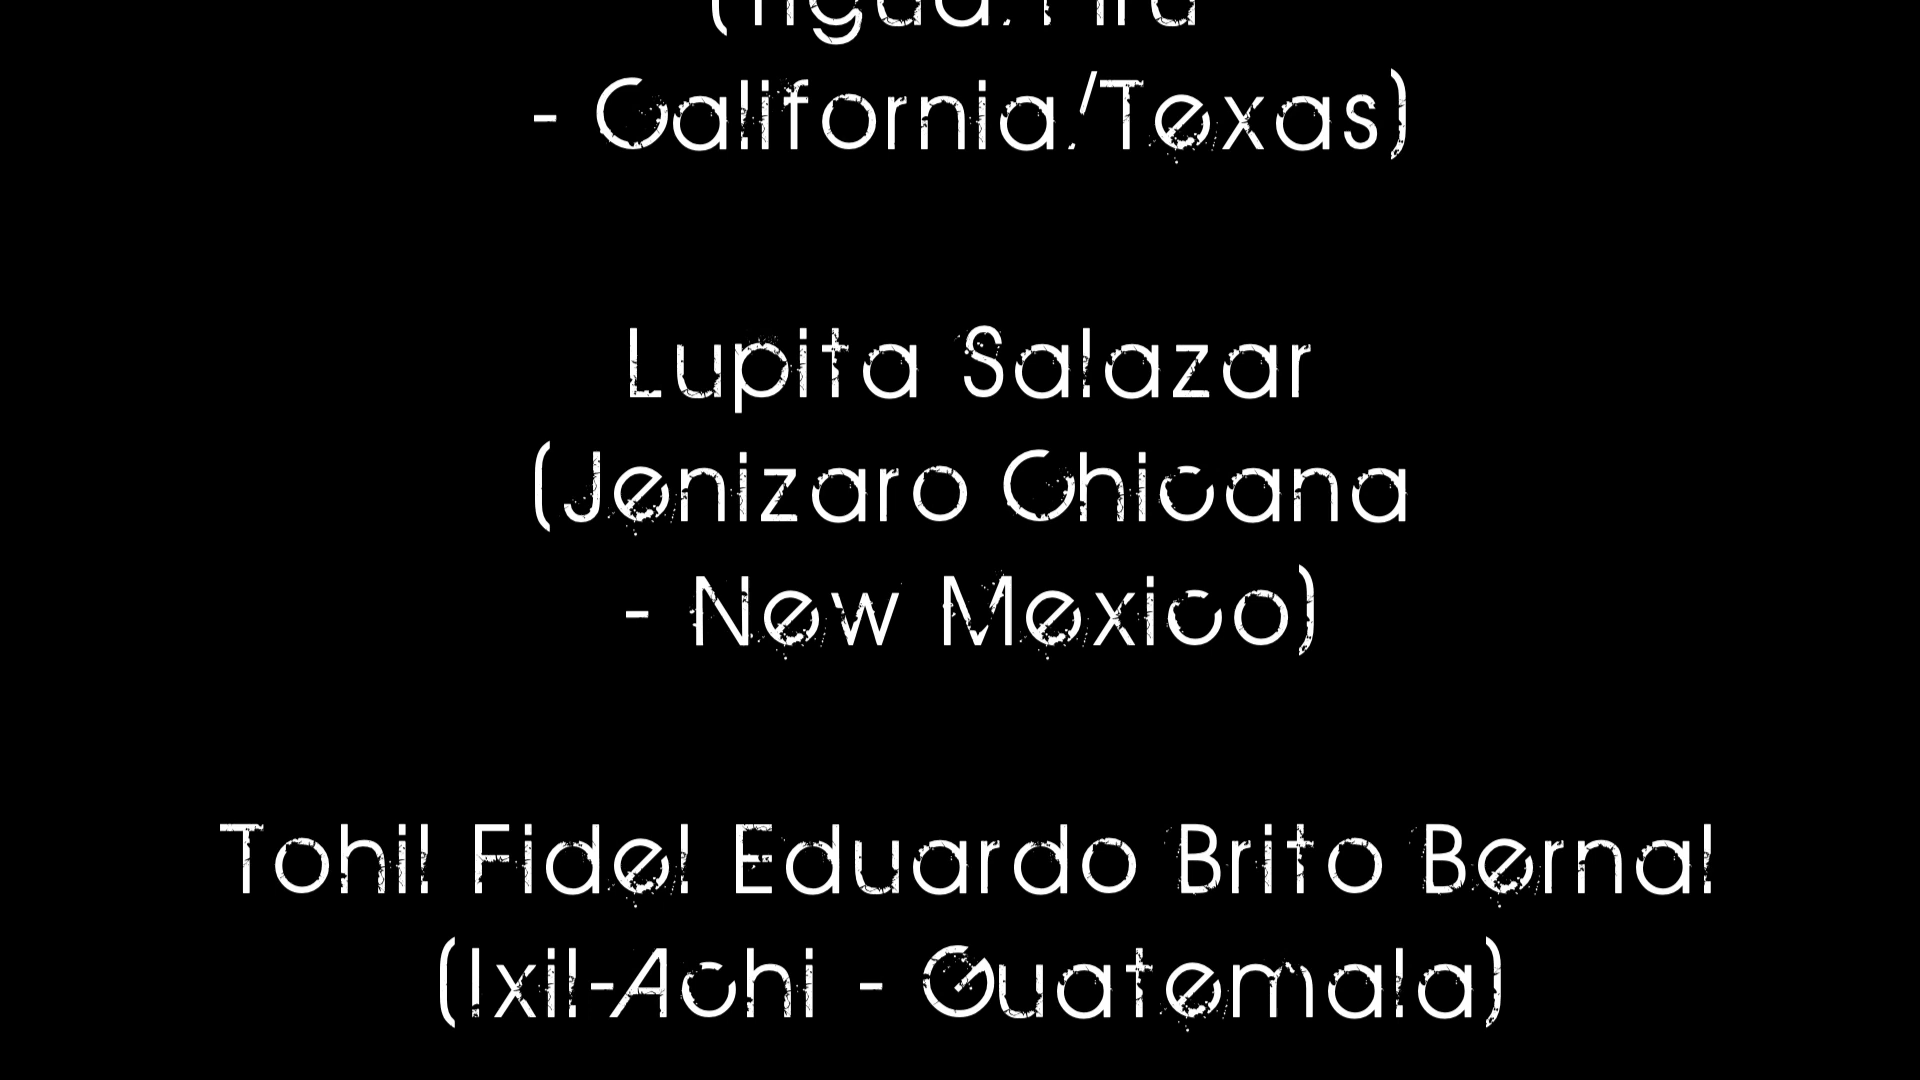 - California/Texas)
Lupita Salazar
(Jenizaro Chicana
- New Mexico)
Tohil Fidel Eduardo Brito Bernal
(Ixil-Achi - Guatemala)